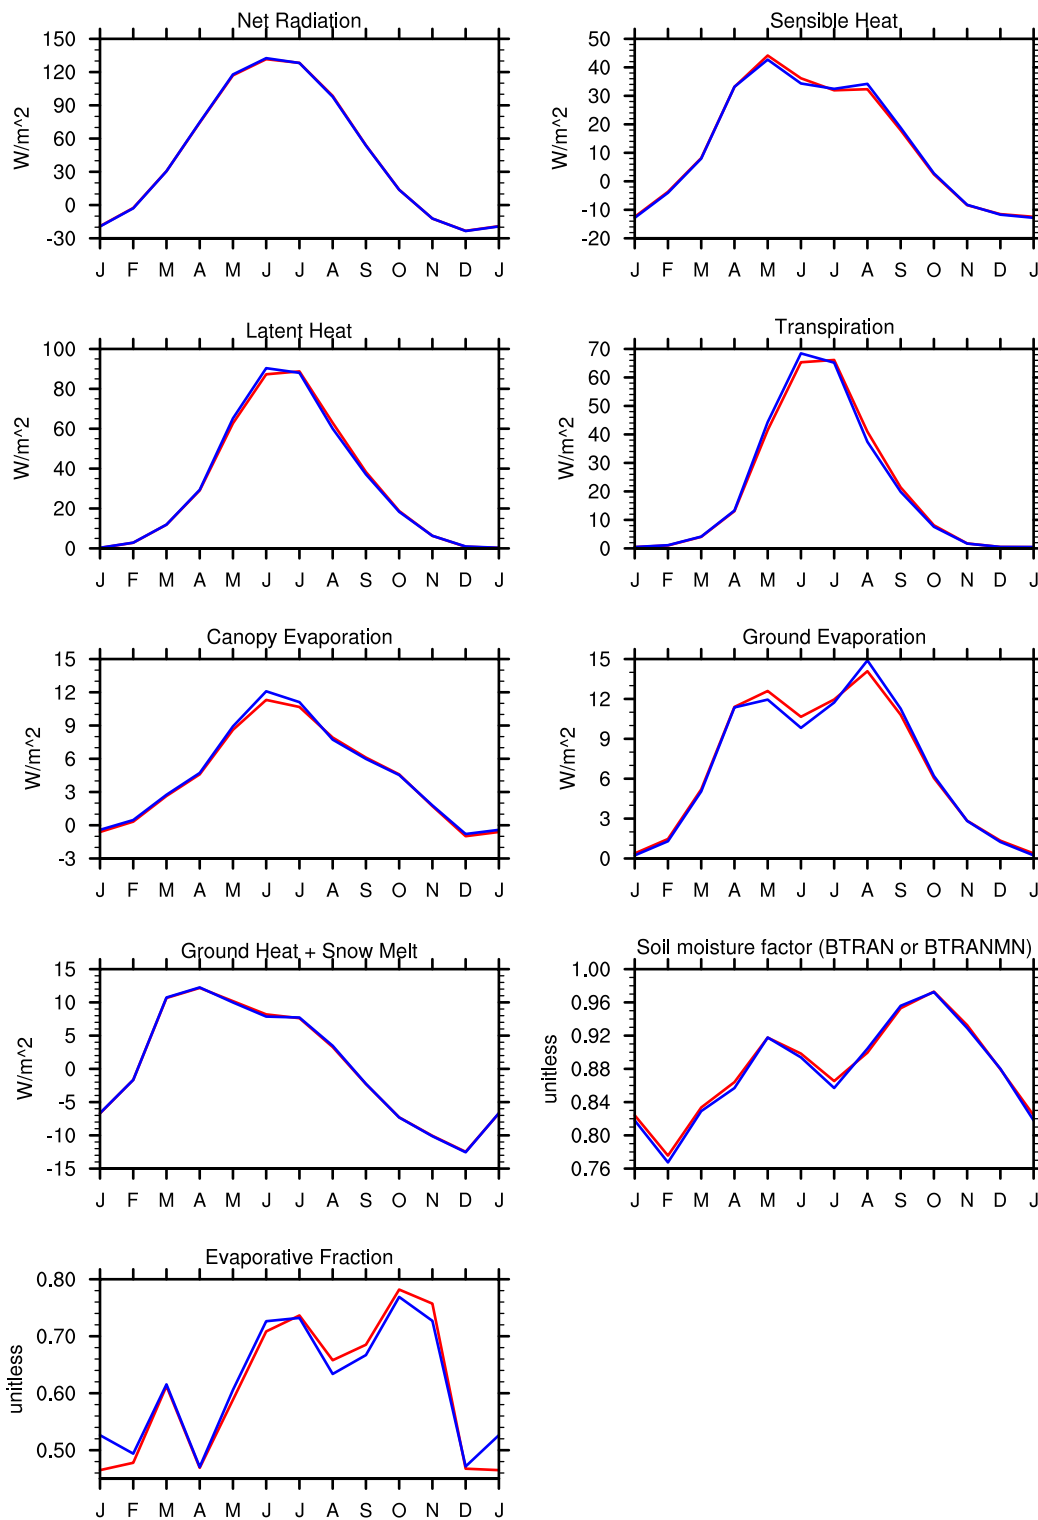 Net Radiation
150
120
90
60
30
0
-30
W/m^2
J F M A M J J A S O N D J
Sensible Heat
50
40
30
20
10
0
-10
-20
W/m^2
J F M A M J J A S O N D J
Latent Heat
100
80
60
40
20
0
W/m^2
J F M A M J J A S O N D J
Transpiration
70
60
50
40
30
20
10
0
W/m^2
J F M A M J J A S O N D J
Canopy Evaporation
15
12
9
6
3
0
-3
W/m^2
J F M A M J J A S O N D J
Ground Evaporation
15
12
9
6
3
0
W/m^2
J F M A M J J A S O N D J
Ground Heat + Snow Melt
15
10
5
0
-5
-10
-15
W/m^2
J F M A M J J A S O N D J
Soil moisture factor (BTRAN or BTRANMN)
1.00
0.96
0.92
0.88
0.84
0.80
0.76
unitless
J F M A M J J A S O N D J
Evaporative Fraction
0.80
0.70
0.60
0.50
unitless
J F M A M J J A S O N D J